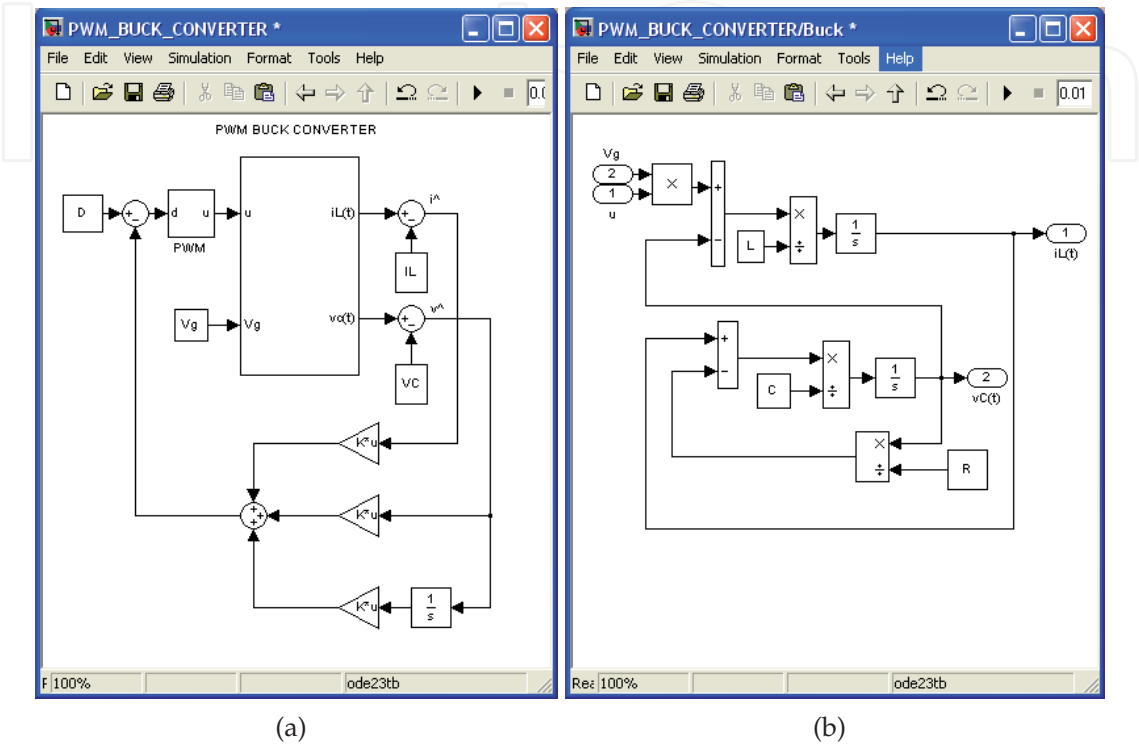 PWM_BUCK_CONVERTER *
File Edit View Simulation Format Tools Help
PWM BUCK CONVERTER
D
+
-
d u
PWM
u
iL(t)
+
-
i^
IL
Vg
Vg
vc(t)
+
-
v^
VC
K*u
+
+
+
K*u
K*u
1
s
100%
ode23tb
(a)
PWM_BUCK_CONVERTER/Buck *
File Edit View Simulation Format Tools Help
0.01
Vg
2
1
u
×
+
-
L
×
÷
1
s
1
iL(t)
+
-
C
×
÷
1
s
2
vC(t)
×
÷
R
100%
ode23tb
(b)